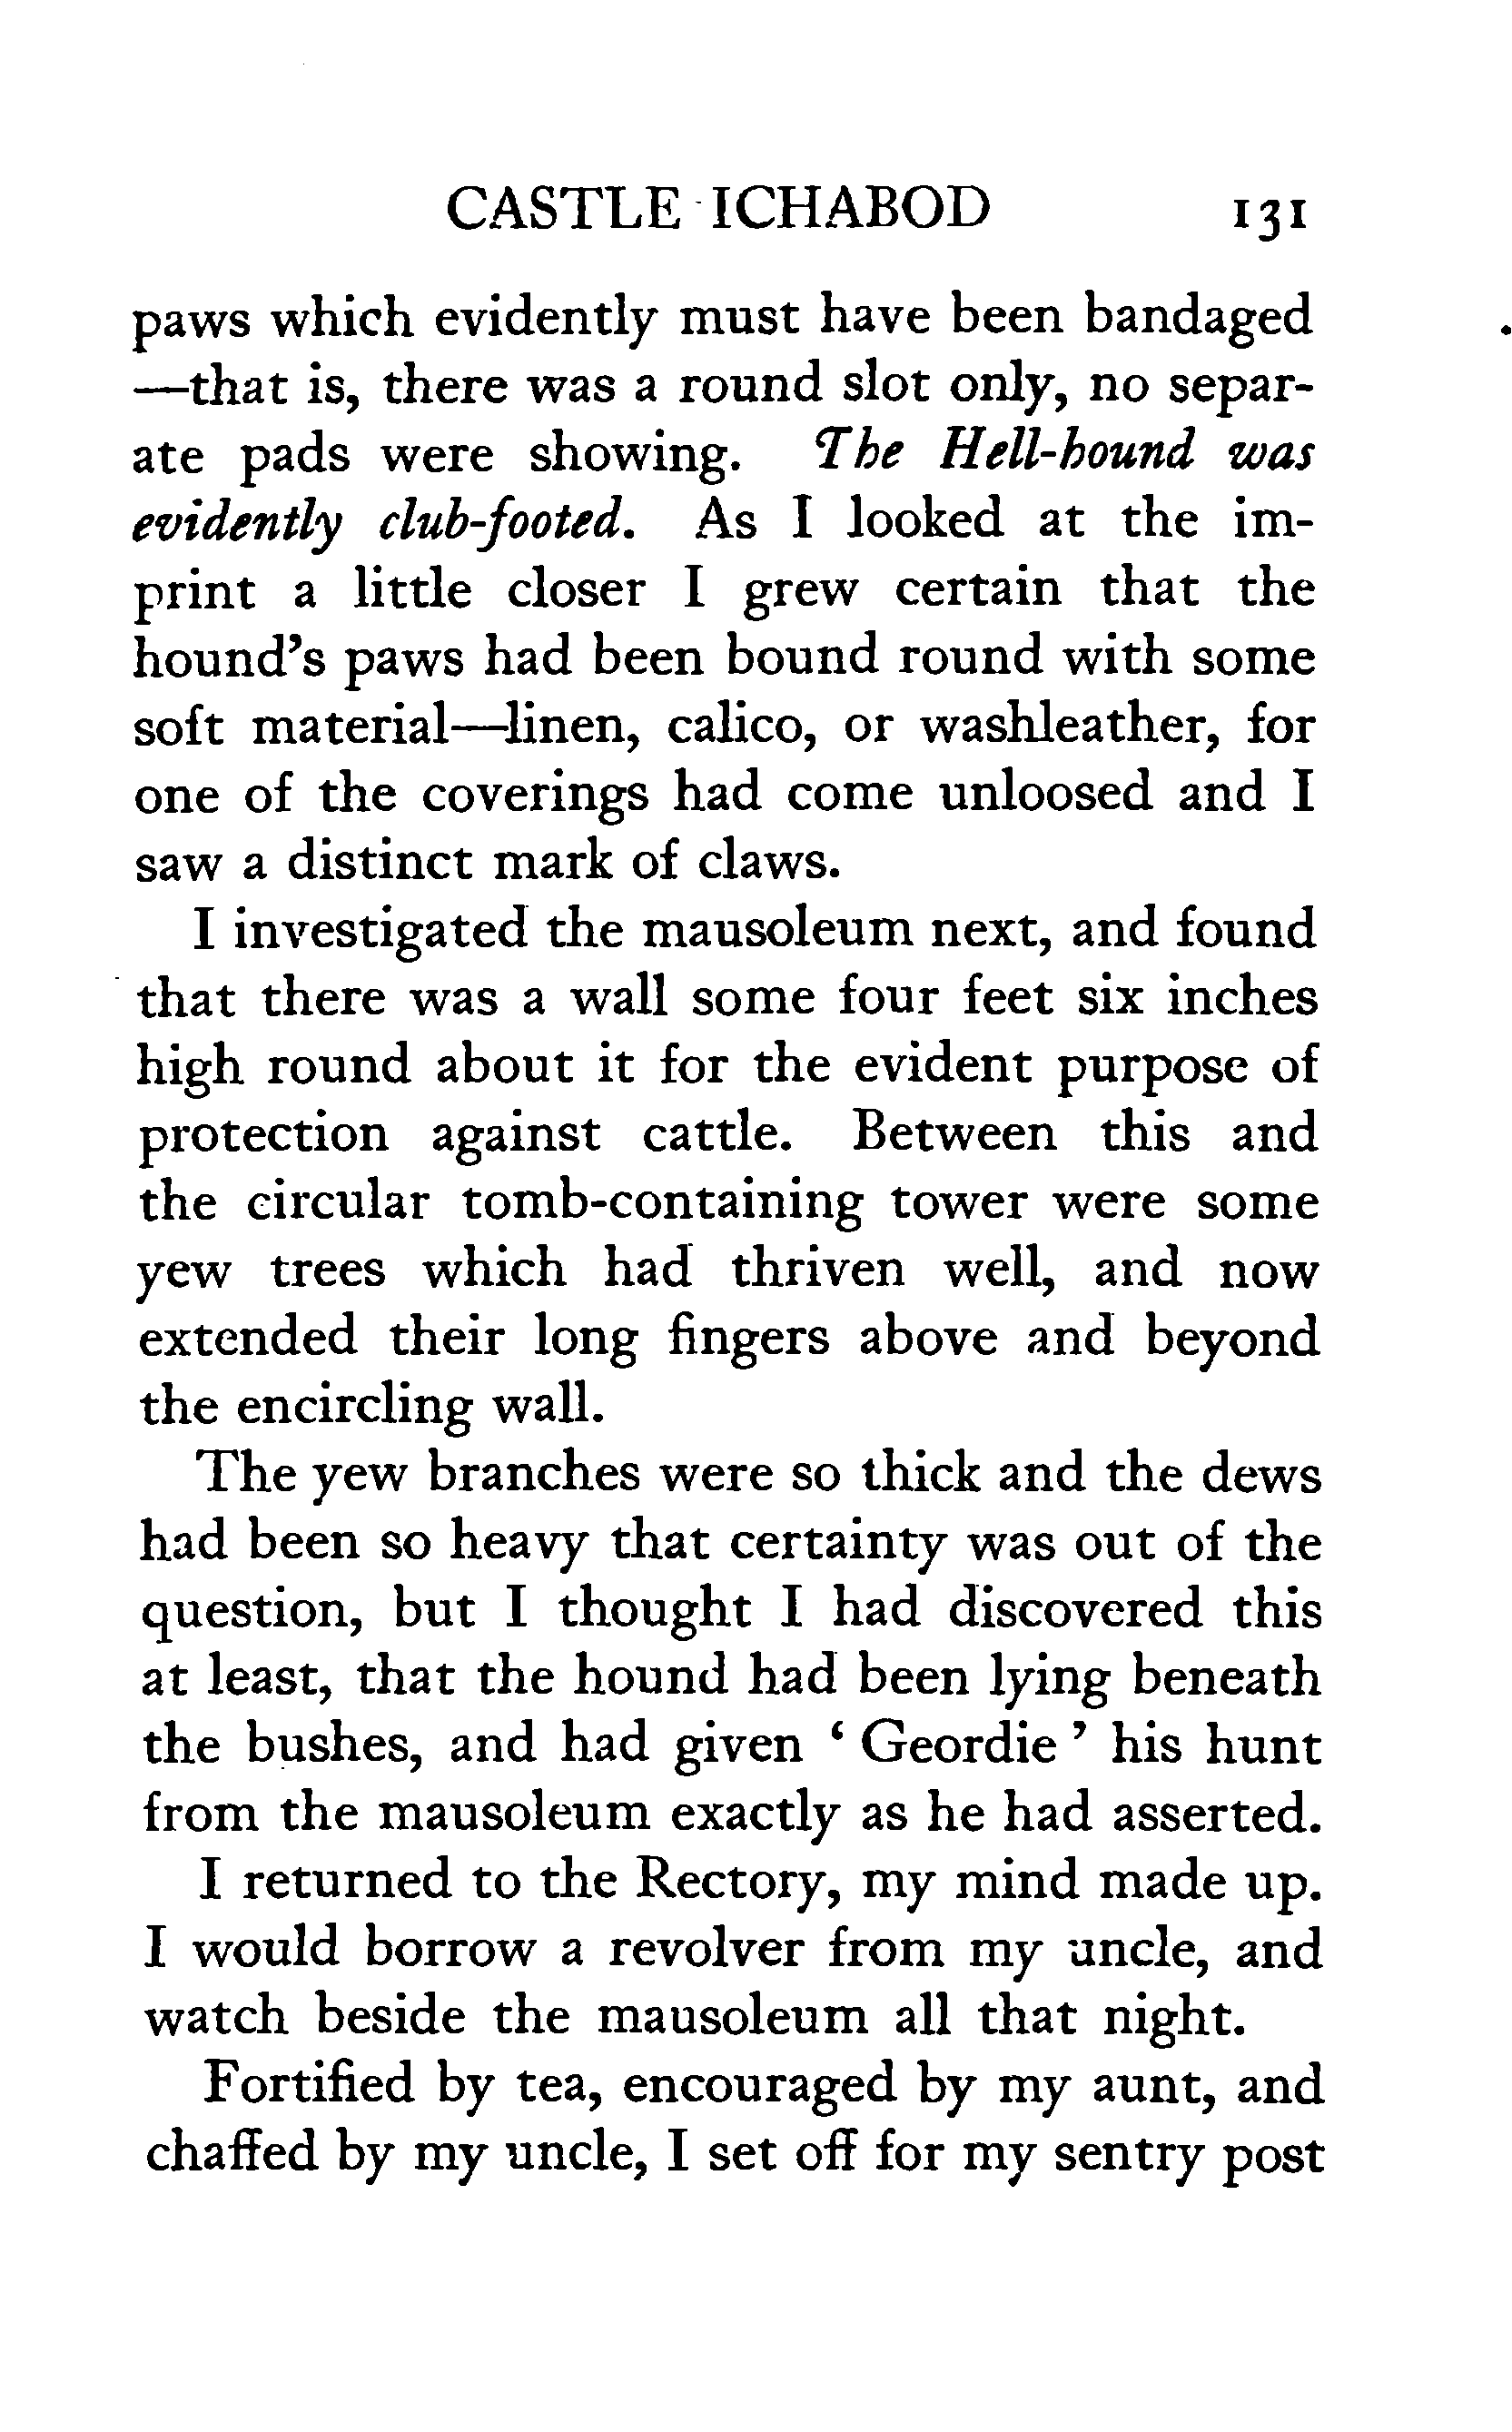 CASTLE ICHABOD 131
paws which evidently must have been bandaged
—that is, there was a round slot only, no separ-
ate pads were showing. The Hell-hound was
evidently club-footed. As I looked at the im-
print a little closer I grew certain that the
hound's paws had been bound round with some
soft material—linen, calico, or washleather, for
one of the coverings had come unloosed and I
saw a distinct mark of claws.
I investigated the mausoleum next, and found
that there was a wall some four feet six inches
high round about it for the evident purpose of
protection against cattle. Between this and
the circular tomb-containing tower were some
yew trees which had thriven well, and now
extended their long fingers above and beyond
the encircling wall.
The yew branches were so thick and the dews
had been so heavy that certainty was out of the
question, but I thought I had discovered this
at least, that the hound had been lying beneath
the bushes, and had given ‘ Geordie ’ his hunt
from the mausoleum exactly as he had asserted.
I returned to the Rectory, my mind made up.
I would borrow a revolver from my uncle, and
watch beside the mausoleum all that night.
Fortified by tea, encouraged by my aunt, and
chaffed by my uncle, I set off for my sentry post